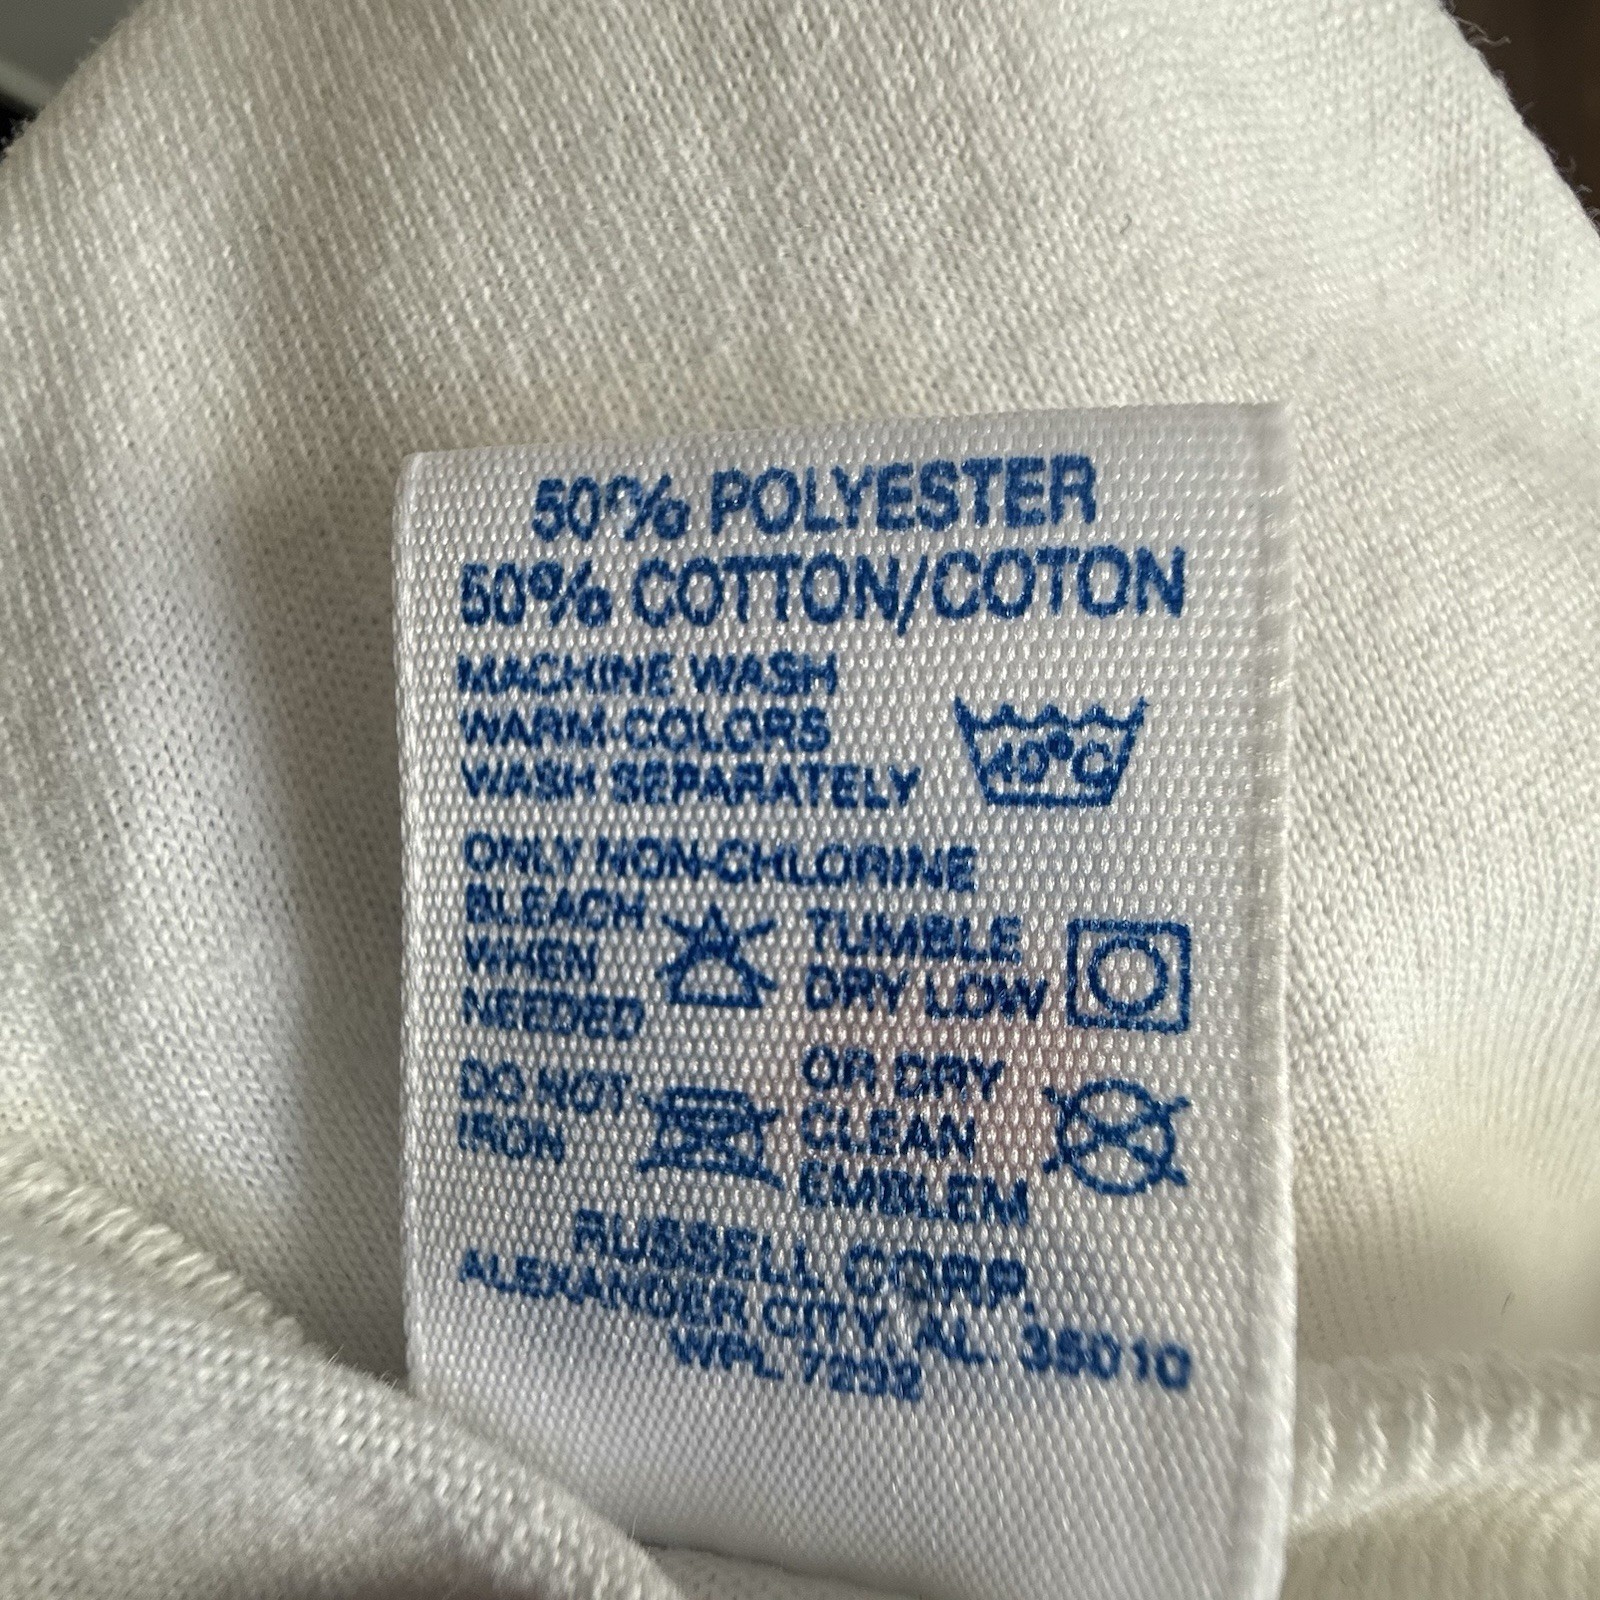 50% POLYESTER
50% COTTON/COTON
MACHINE WASH
WARM-COLORS
WASH SEPARATELY
40°C
ONLY NON-CHLORINE
BLEACH
WHEN
NEEDED
TUMBLE
DRY LOW
DO NOT
IRON
OR DRY
CLEAN
EMBLEM
RUSSELL CORP.
ALEXANDER CITY, AL. 35010
WPL 7232